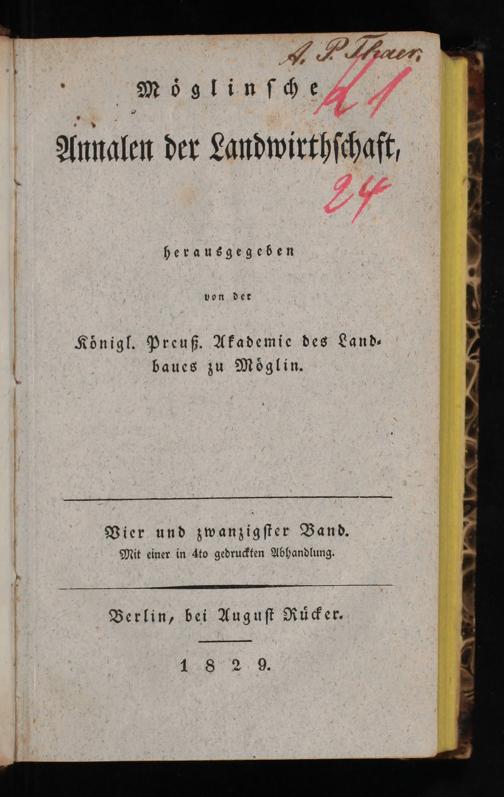 A. P. Thaer.
Möglinsche
Annalen der Landwirthschaft,
24
herausgegeben
von der
Königl. Preuß. Akademie des Land-
baues zu Möglin.
Vier und zwanzigster Band.
Mit einer in 4to gedruckten Abhandlung.
Berlin, bei August Rücker.
1829.